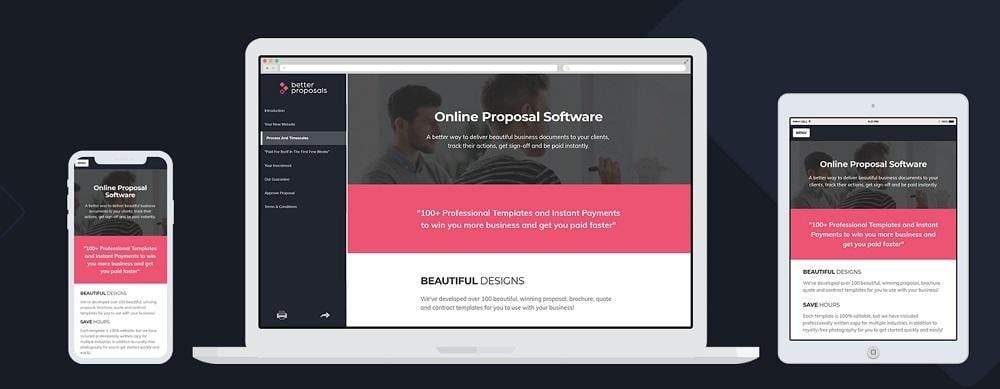 MENU
Online Proposal
Software
A better way to deliver beautiful business
documents to your clients, track their
actions, get sign-off and be paid instantly.
"100+ Professional Templates
and Instant Payments to win
you more business and get
you paid faster"
BEAUTIFUL DESIGNS
We've developed over 100 beautiful, winning
proposal, brochure, quote and contract
templates for you to use with your business!
SAVE HOURS
Each template is 100% editable, but we have
included professionally written copy for
multiple industries in addition to royalty-free
photography for you to get started quickly and
easily!
better
proposals
Introduction
Your New Website
Process And Timescales
"Paid For Itself In The First Few Weeks"
Your Investment
Our Guarantee
Approve Proposal
Terms & Conditions
Online Proposal Software
A better way to deliver beautiful business documents to your clients,
track their actions, get sign-off and be paid instantly.
"100+ Professional Templates and Instant Payments
to win you more business and get you paid faster"
BEAUTIFUL DESIGNS
We've developed over 100 beautiful, winning proposal, brochure, quote
and contract templates for you to use with your business!
4:21 PM
MENU
Online Proposal Software
A better way to deliver beautiful business documents to your
clients, track their actions, get sign-off and be paid instantly.
"100+ Professional Templates and Instant
Payments to win you more business and
get you paid faster"
BEAUTIFUL DESIGNS
We've developed over 100 beautiful, winning proposal, brochure, quote
and contract templates for you to use with your business!
SAVE HOURS
Each template is 100% editable, but we have included professionally
written copy for multiple industries in addition to royalty-free
photography for you to get started quickly and easily!